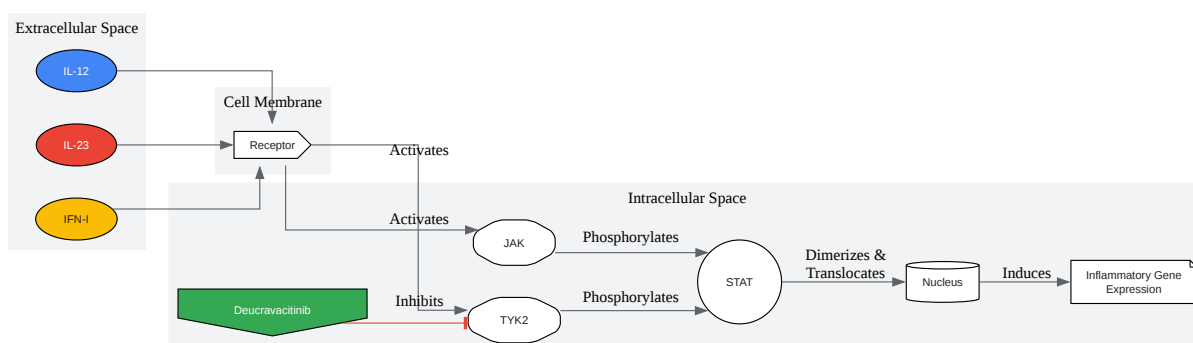 Extracellular Space
IL-12
Cell Membrane
IL-23
Receptor
Activates
Intracellular Space
IFN-I
Activates
JAK
Phosphorylates
Dimerizes &
Translocates
STAT
Nucleus
Induces
Inflammatory Gene
Expression
Deucravacitinib
Inhibits
Phosphorylates
TYK2